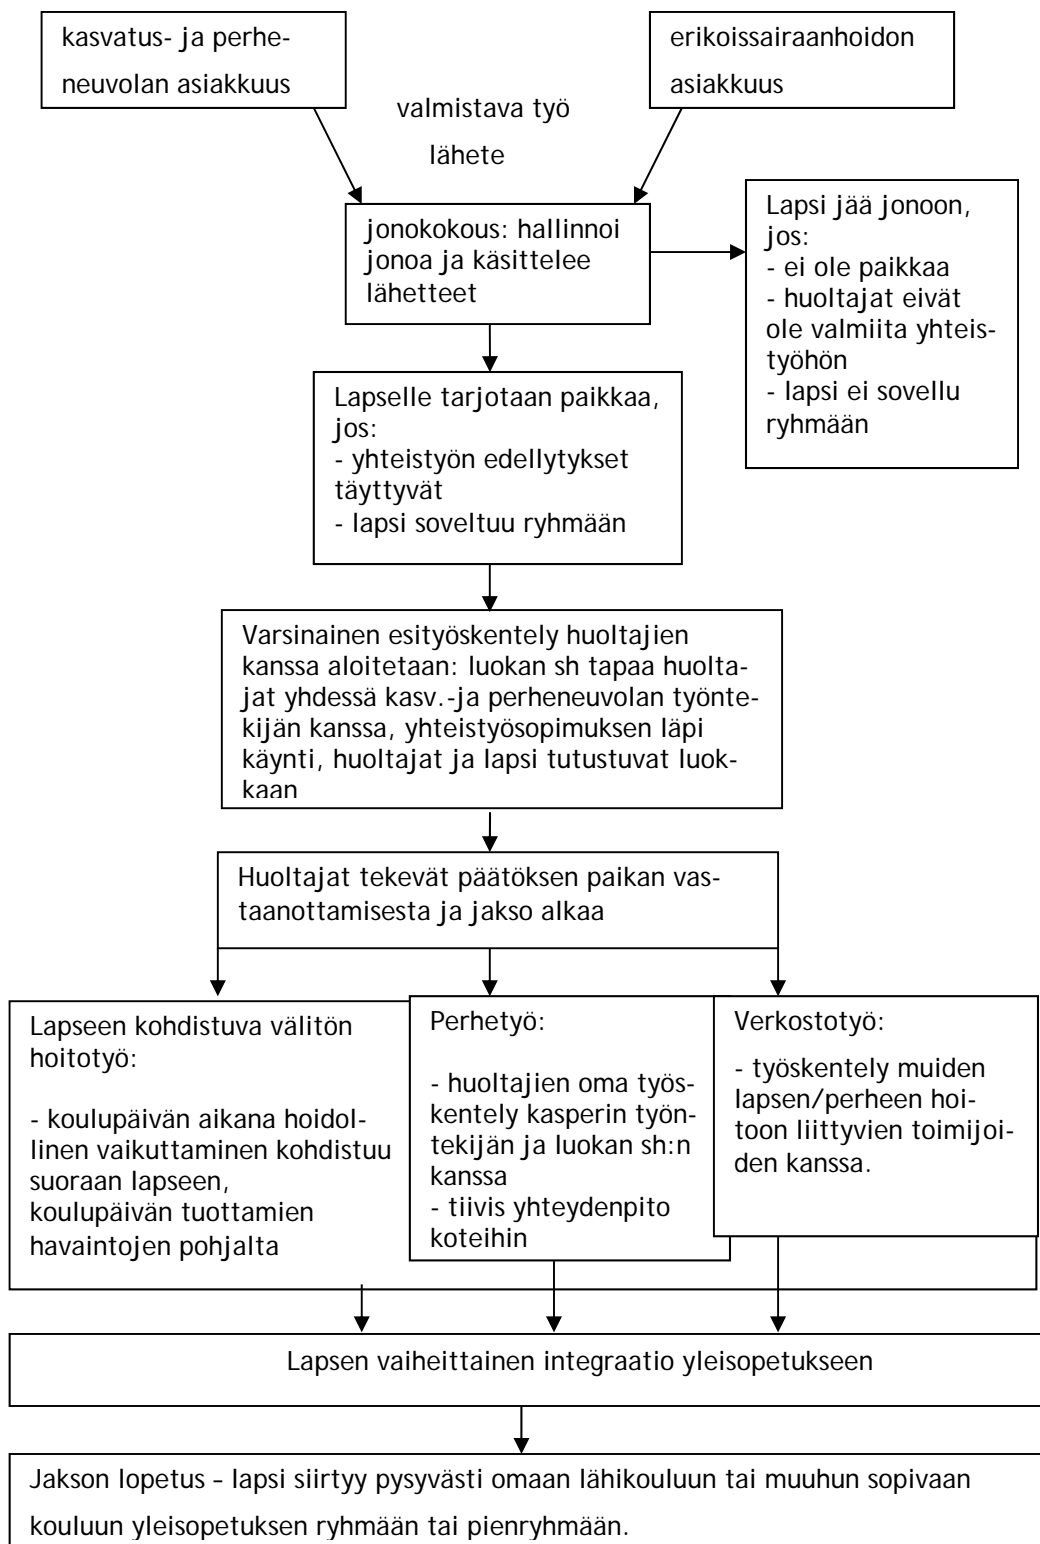 kasvatus- ja perhe-
neuvolan asiakkuus
erikoissairaanhoidon
asiakkuus
valmistava työ
lähete
jonokokous: hallinnoi
jonoa ja käsittelee
lähetteet
Lapsi jää jonoon,
jos:
- ei ole paikkaa
- huoltajat eivät
ole valmiita yhteis-
työhön
- lapsi ei sovellu
ryhmään
Lapselle tarjotaan paikkaa,
jos:
- yhteistyön edellytykset
täyttyvät
- lapsi soveltuu ryhmään
Varsinainen esityöskentely huoltajien
kanssa aloitetaan: luokan sh tapaa huolta-
jat yhdessä kasv.-ja perheneuvolan työnte-
kijän kanssa, yhteistyösopimuksen läpi
käynti, huoltajat ja lapsi tutustuvat luok-
kaan
Huoltajat tekevät päätöksen paikan vas-
taanottamisesta ja jakso alkaa
Lapseen kohdistuva välitön
hoitotyö:
- koulupäivän aikana hoidol-
linen vaikuttaminen kohdistuu
suoraan lapseen,
koulupäivän tuottamien
havaintojen pohjalta
Perhetyö:
- huoltajien oma työs-
kentely kasperin työn-
tekijän ja luokan sh:n
kanssa
- tiivis yhteydenpito
koteihin
Verkostotyö:
- työskentely muiden
lapsen/perheen hoi-
toon liittyvien toimijoi-
den kanssa.
Lapsen vaiheittainen integraatio yleisopetukseen
Jakson lopetus – lapsi siirtyy pysyvästi omaan lähikouluun tai muuhun sopivaan
kouluun yleisopetuksen ryhmään tai pienryhmään.